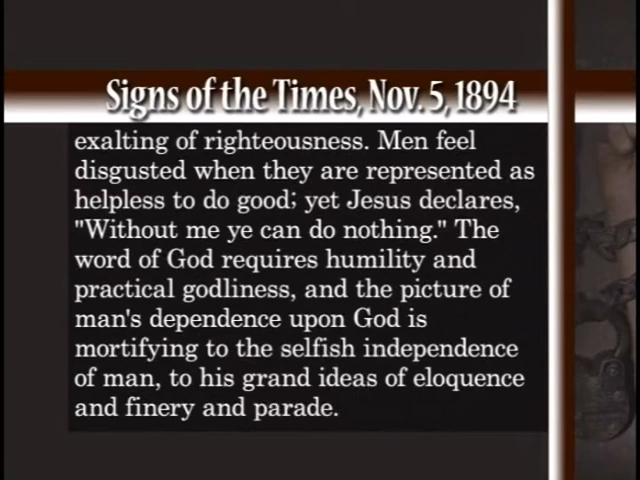 Signs of the Times, Nov. 5, 1894
exalting of righteousness. Men feel
disgusted when they are represented as
helpless to do good; yet Jesus declares,
"Without me ye can do nothing." The
word of God requires humility and
practical godliness, and the picture of
man's dependence upon God is
mortifying to the selfish independence
of man, to his grand ideas of eloquence
and finery and parade.